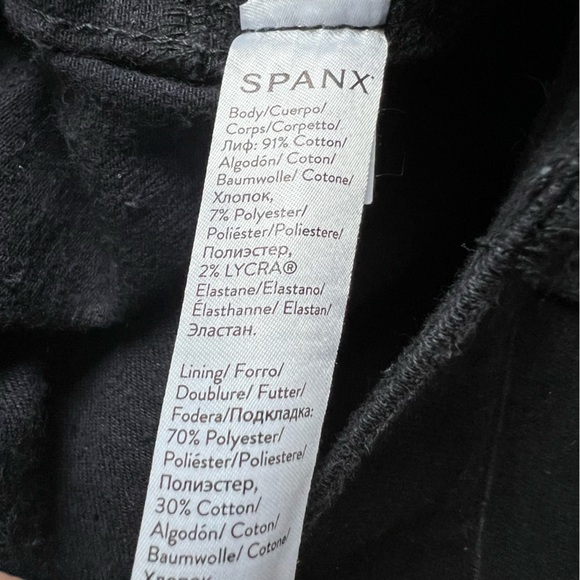 SPANX
Body/Cuerpo/
Corps/Corpetto/
Лиф: 91% Cotton/
Algodón/ Coton/
Baumwolle/ Cotone/
Хлопок,
7% Polyester/
Poliéster/Poliestere/
Полиэстер,
2% LYCRA®
Elastane/Elastano/
Élasthanne/ Elastan/
Эластан.
Lining/ Forro/
Doublure/ Futter/
Fodera/Подкладка:
70% Polyester/
Poliéster/Poliestere/
Полиэстер,
30% Cotton/
Algodón/ Coton/
Baumwolle/ Cotone/
Хлопок